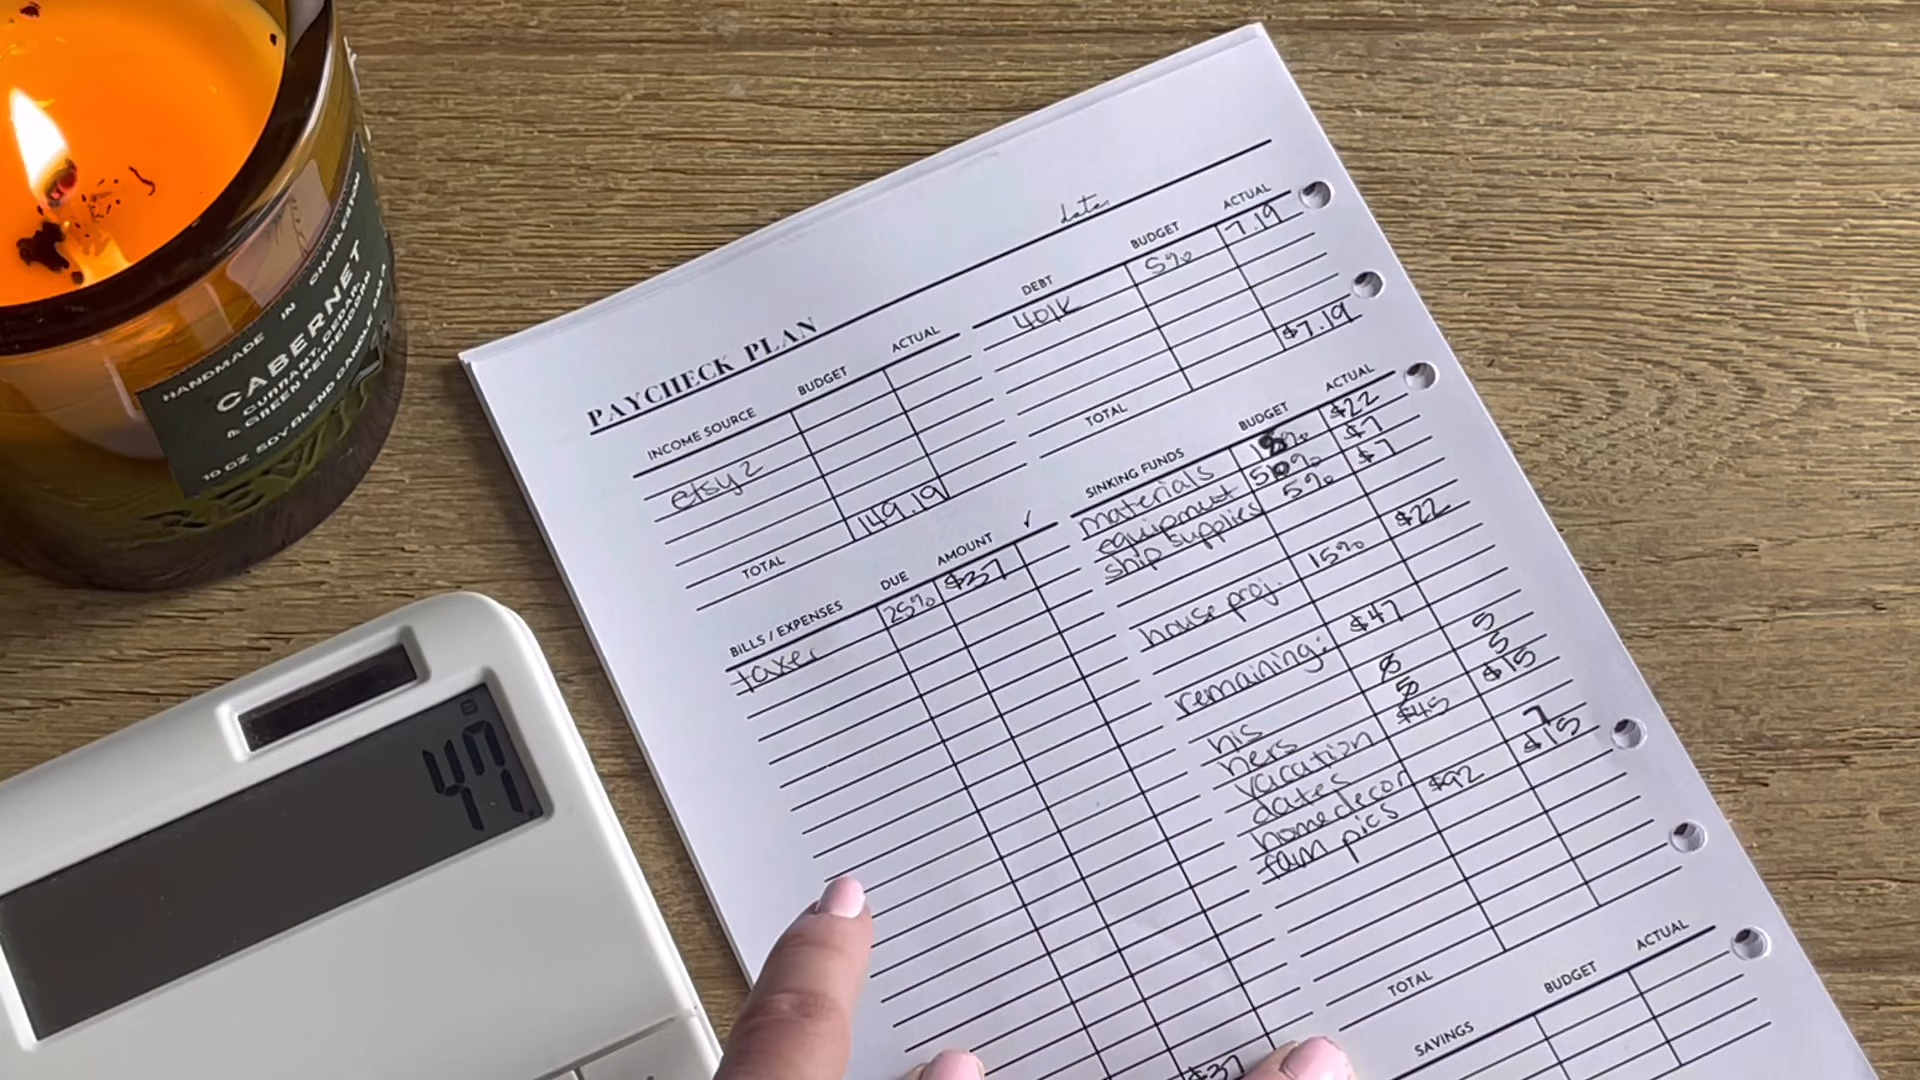 HANDMADE IN CHARLESTON
CABERNET
CURRANT, CEDAR,
& GREEN PEPPERCORN
10 OZ SOY BLEND CANDLE
47.
PAYCHECK PLAN
date
INCOME SOURCE BUDGET ACTUAL
etsy 2
TOTAL 149.19
BILLS / EXPENSES DUE AMOUNT ✓
taxes 25% $37
$37
DEBT BUDGET ACTUAL
401K 5% 7.19
TOTAL $7.19
SINKING FUNDS BUDGET ACTUAL
materials $22
equipment $7
ship supplies 5% $7
house proj. 15% $22
remaining: $47
his 5
hers 5
vacation $45 $15
dates
home decor 7
fam pics $92 $15
TOTAL
SAVINGS BUDGET ACTUAL